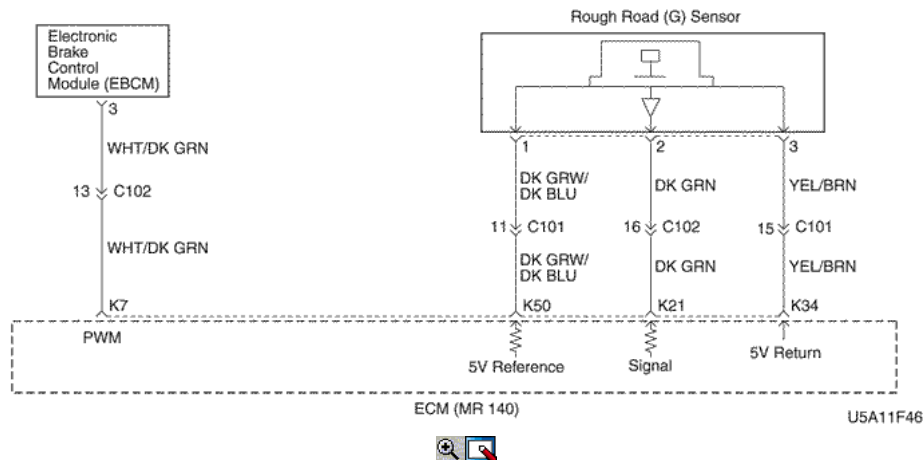 Rough Road (G) Sensor
Electronic
Brake
Control
Module (EBCM)
3
WHT/DK GRN
13 C102
WHT/DK GRN
K7
PWM
1
2
3
DK GRW/
DK BLU
DK GRN
YEL/BRN
11 C101
16 C102
15 C101
DK GRW/
DK BLU
DK GRN
YEL/BRN
K50
K21
K34
5V Reference
Signal
5V Return
ECM (MR 140)
U5A11F46